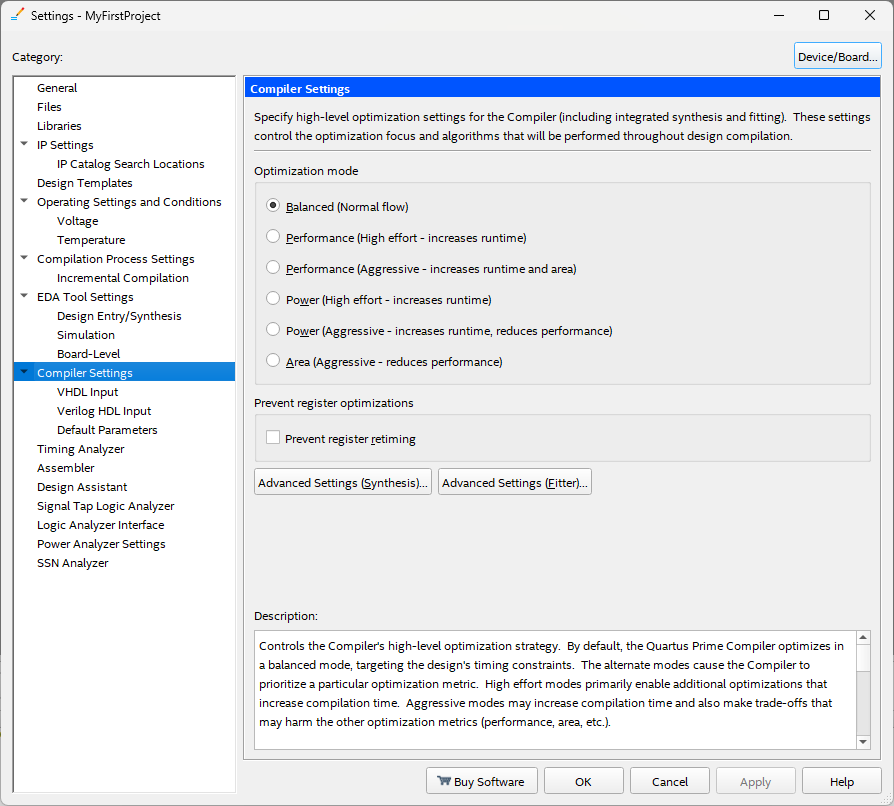 Settings - MyFirstProject
Category:
Device/Board...
General
Files
Libraries
IP Settings
IP Catalog Search Locations
Design Templates
Operating Settings and Conditions
Voltage
Temperature
Compilation Process Settings
Incremental Compilation
EDA Tool Settings
Design Entry/Synthesis
Simulation
Board-Level
Compiler Settings
VHDL Input
Verilog HDL Input
Default Parameters
Timing Analyzer
Assembler
Design Assistant
Signal Tap Logic Analyzer
Logic Analyzer Interface
Power Analyzer Settings
SSN Analyzer
Compiler Settings
Specify high-level optimization settings for the Compiler (including integrated synthesis and fitting). These settings
control the optimization focus and algorithms that will be performed throughout design compilation.
Optimization mode
Balanced (Normal flow)
Performance (High effort - increases runtime)
Performance (Aggressive - increases runtime and area)
Power (High effort - increases runtime)
Power (Aggressive - increases runtime, reduces performance)
Area (Aggressive - reduces performance)
Prevent register optimizations
Prevent register retiming
Advanced Settings (Synthesis)...
Advanced Settings (Fitter)...
Description:
Controls the Compiler's high-level optimization strategy. By default, the Quartus Prime Compiler optimizes in
a balanced mode, targeting the design's timing constraints. The alternate modes cause the Compiler to
prioritize a particular optimization metric. High effort modes primarily enable additional optimizations that
increase compilation time. Aggressive modes may increase compilation time and also make trade-offs that
may harm the other optimization metrics (performance, area, etc.).
Buy Software
OK
Cancel
Apply
Help